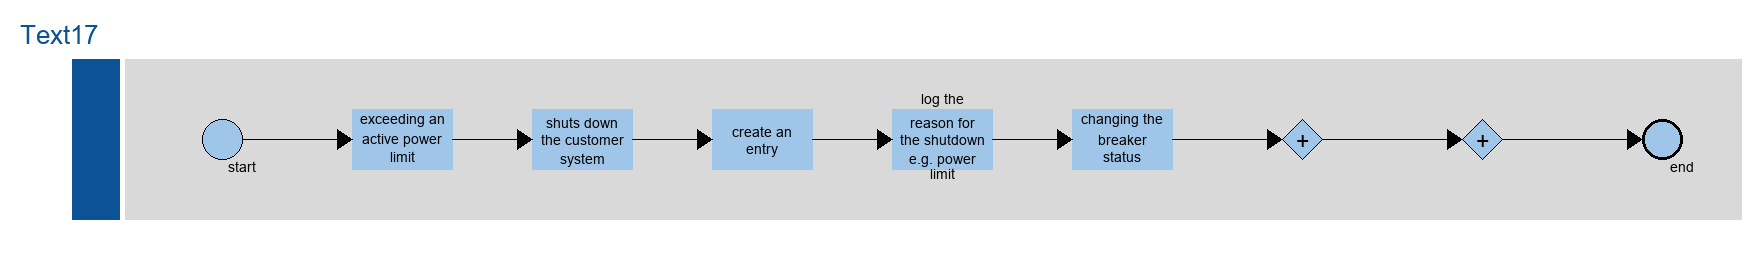 Text17
start
exceeding an
active power
limit
shuts down
the customer
system
create an
entry
log the
reason for
the shutdown
e.g. power
limit
changing the
breaker
status
+
+
end